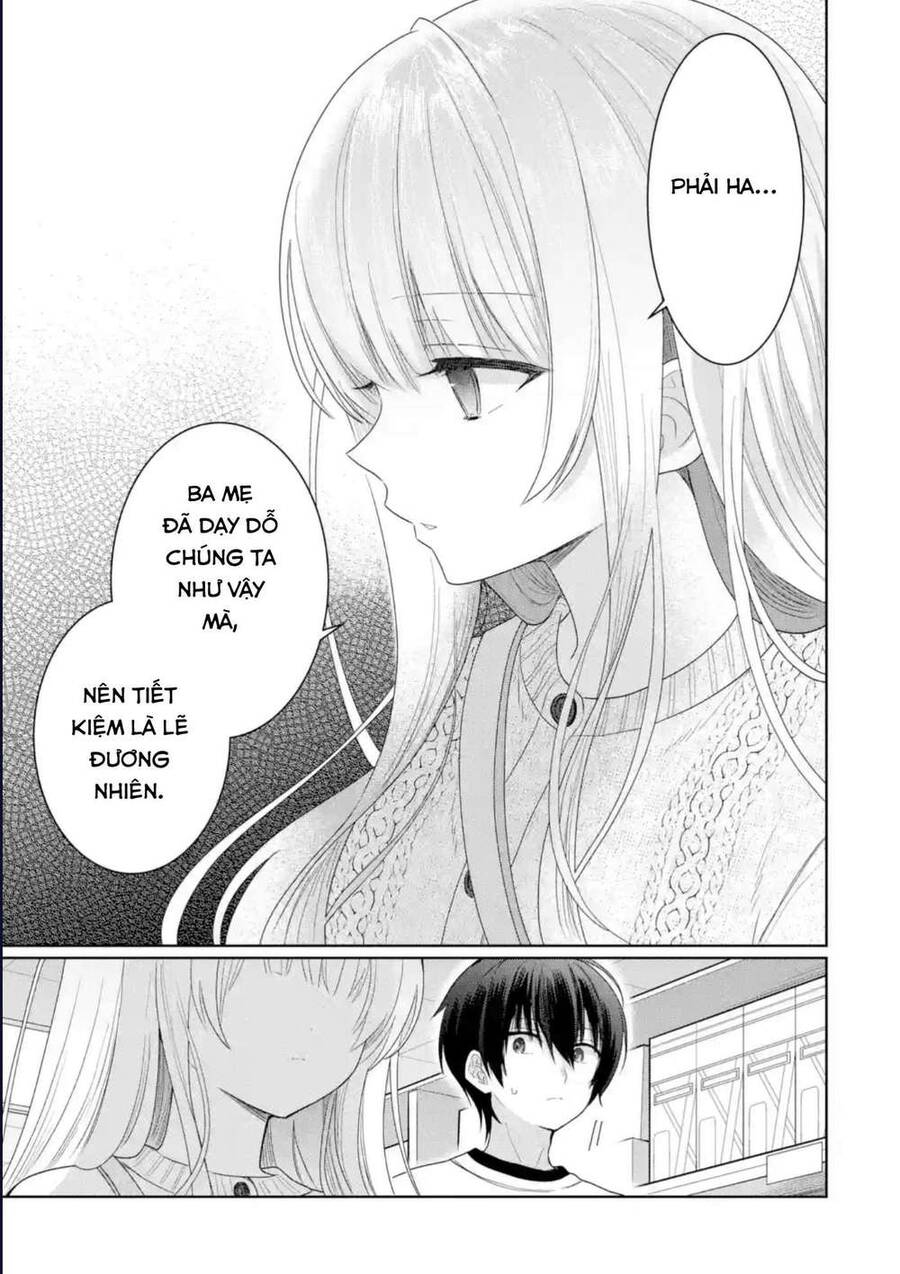 PHẢI HA...
BA MẸ
ĐÃ DẠY DỖ
CHÚNG TA
NHƯ VẬY
MÀ,
NÊN TIẾT
KIỆM LÀ LẼ
ĐƯƠNG
NHIÊN.